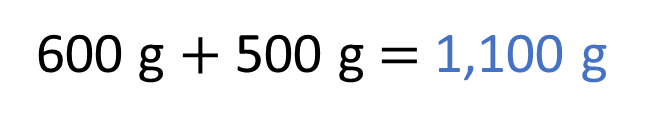 600 g + 500 g = 1,100 g